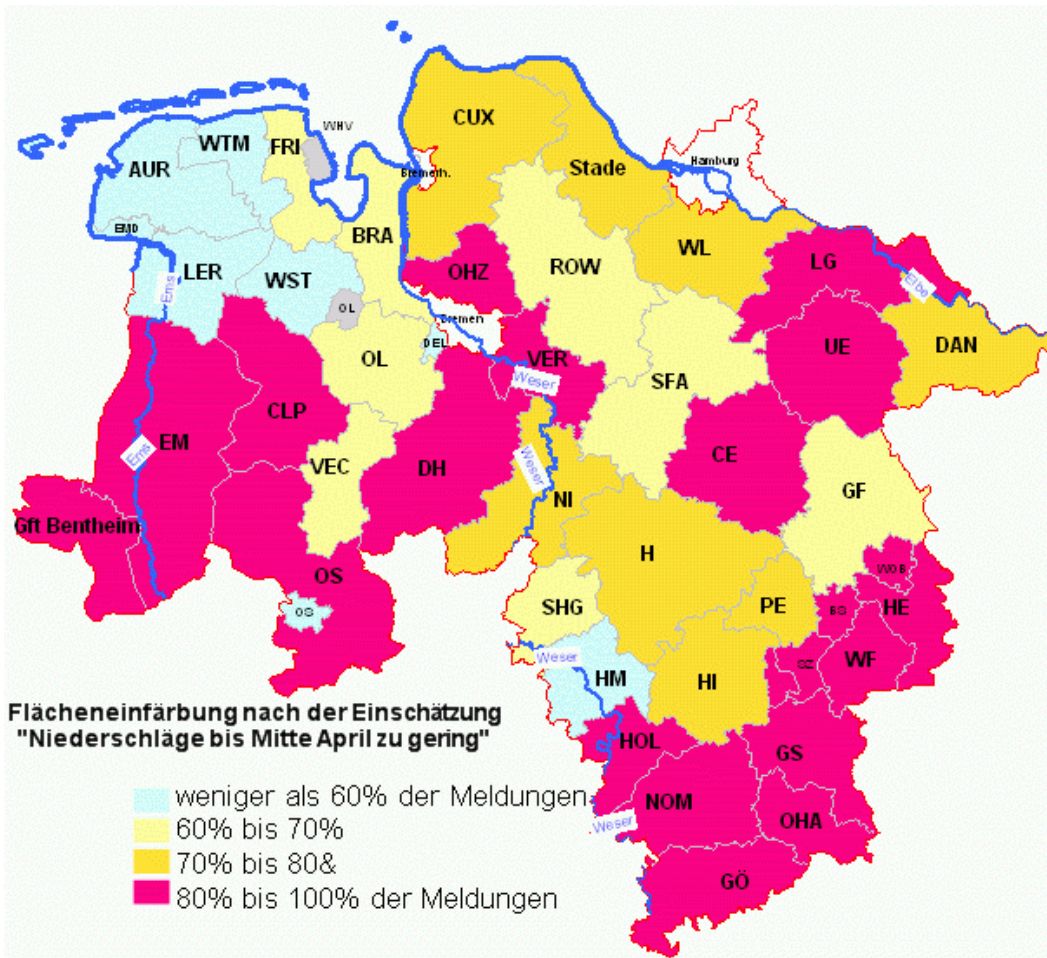 CUX
WHV
WTM
FRI
Hamburg
AUR
Bremerh.
Stade
EMD
BRA
WL
LER
WST
OHZ
ROW
LG
Ems
Elbe
OL
Bremen
DEL
VER
UE
DAN
OL
Weser
SFA
CLP
EM
Ems
VEC
DH
Weser
CE
NI
GF
Gft Bentheim
H
OS
WOB
OS
SHG
PE
BS
HE
Weser
HM
HI
SZ
WF
Flächeneinfärbung nach der Einschätzung
"Niederschläge bis Mitte April zu gering"
HOL
GS
weniger als 60% der Meldungen
NOM
60% bis 70%
Weser
OHA
70% bis 80&
GÖ
80% bis 100% der Meldungen